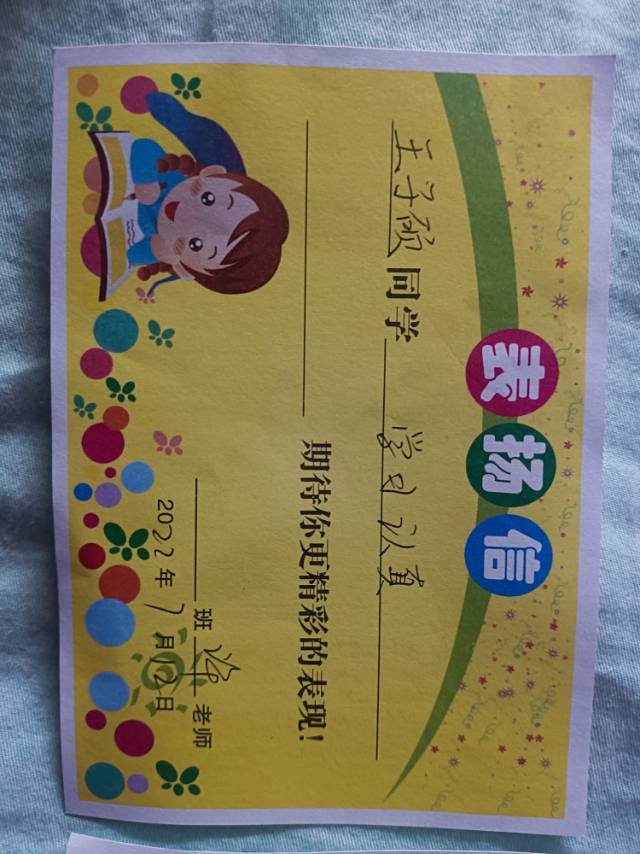 表扬信
王子硕同学 学习认真
期待你更精彩的表现!
班 老师
2022年7月12日